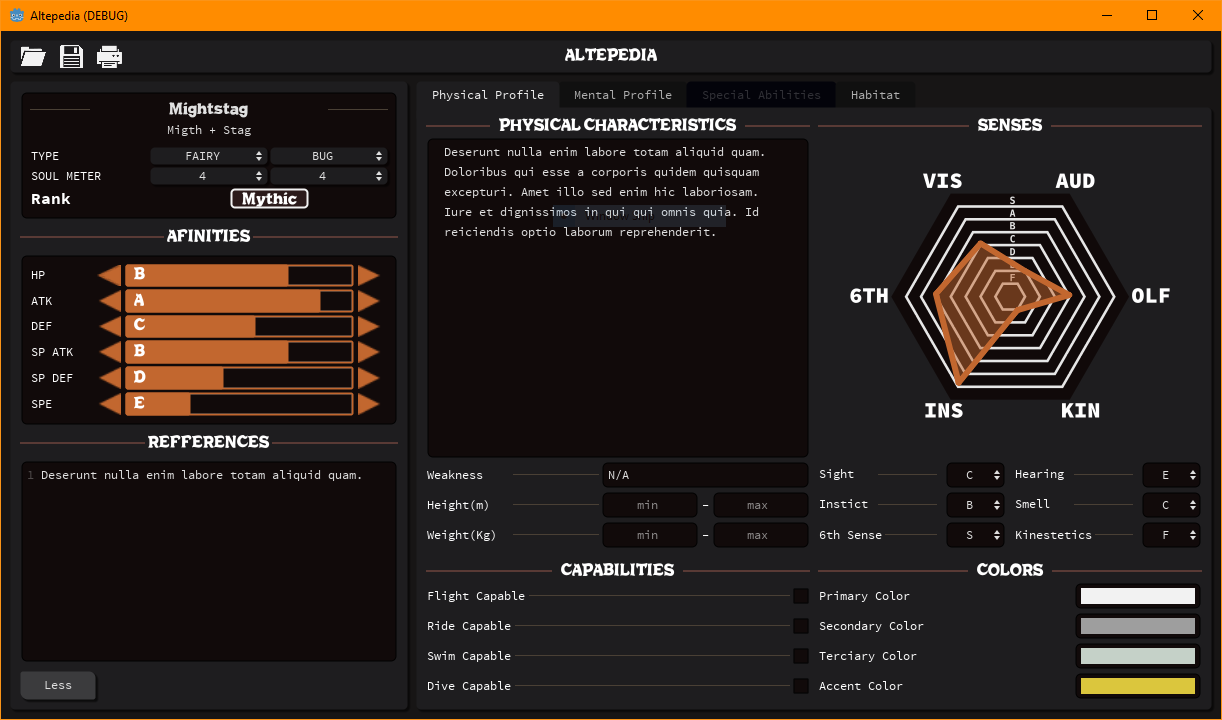 Altepedia (DEBUG)
ALTEPEDIA
Mightstag
Migth + Stag
TYPE FAIRY BUG
SOUL METER 4 4
Rank Mythic
AFINITIES
HP B
ATK A
DEF C
SP ATK B
SP DEF D
SPE E
REFFERENCES
1 Deserunt nulla enim labore totam aliquid quam.
Less
Physical Profile Mental Profile Special Abilities Habitat
PHYSICAL CHARACTERISTICS
Deserunt nulla enim labore totam aliquid quam.
Doloribus qui esse a corporis quidem quisquam
excepturi. Amet illo sed enim hic laboriosam.
Iure et dignissimos in qui qui omnis quia. Id
reiciendis optio laborum reprehenderit.
Weakness N/A
Height(m) min - max
Weight(Kg) min - max
CAPABILITIES
Flight Capable
Ride Capable
Swim Capable
Dive Capable
SENSES
VIS AUD
S
A
B
C
D
F
6TH OLF
INS KIN
Sight C Hearing E
Instict B Smell C
6th Sense S Kinestetics F
COLORS
Primary Color
Secondary Color
Terciary Color
Accent Color